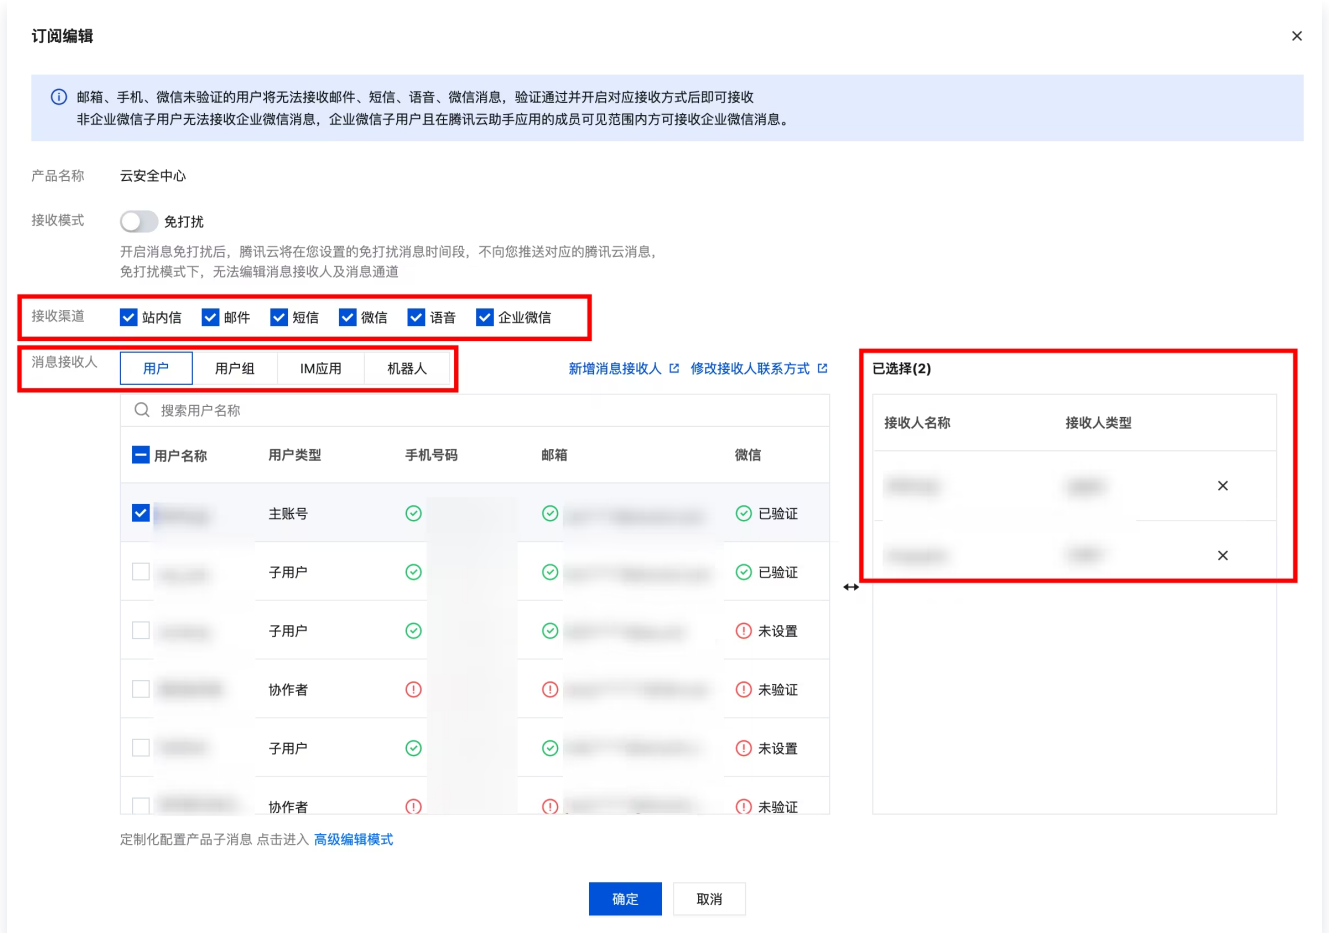 订阅编辑
邮箱、手机、微信未验证的用户将无法接收邮件、短信、语音、微信消息，验证通过并开启对应接收方式后即可接收
非企业微信子用户无法接收企业微信消息，企业微信子用户且在腾讯云助手应用的成员可见范围内方可接收企业微信消息。
产品名称 云安全中心
接收模式 免打扰
开启消息免打扰后，腾讯云将在您设置的免打扰消息时间段，不向您推送对应的腾讯云消息，
免打扰模式下，无法编辑消息接收人及消息通道
接收渠道 站内信 邮件 短信 微信 语音 企业微信
消息接收人 用户 用户组 IM应用 机器人 新增消息接收人 修改接收人联系方式 已选择(2)
搜索用户名称
接收人名称 接收人类型
用户名称 用户类型 手机号码 邮箱 微信
主账号 已验证
子用户 已验证
子用户 未设置
协作者 未验证
子用户 未设置
协作者 未验证
定制化配置产品子消息 点击进入 高级编辑模式
确定 取消